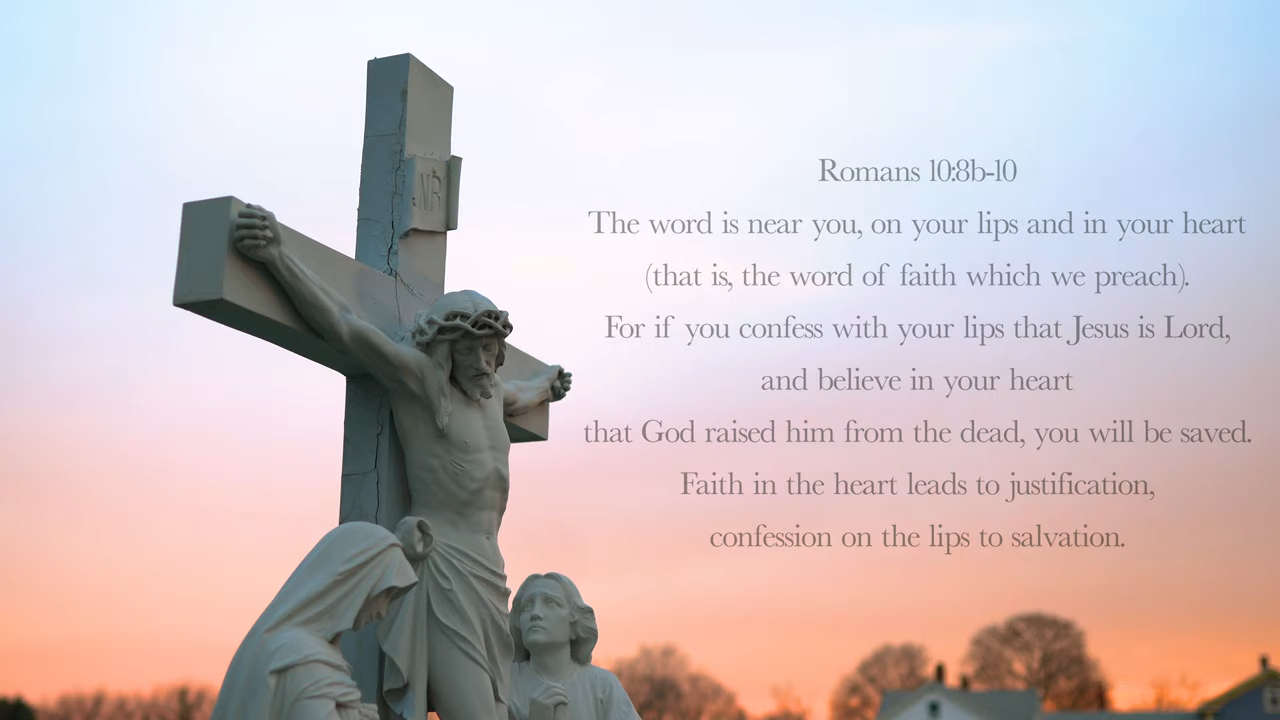 INRI
Romans 10:8b-10
The word is near you, on your lips and in your heart
(that is, the word of faith which we preach).
For if you confess with your lips that Jesus is Lord,
and believe in your heart
that God raised him from the dead, you will be saved.
Faith in the heart leads to justification,
confession on the lips to salvation.